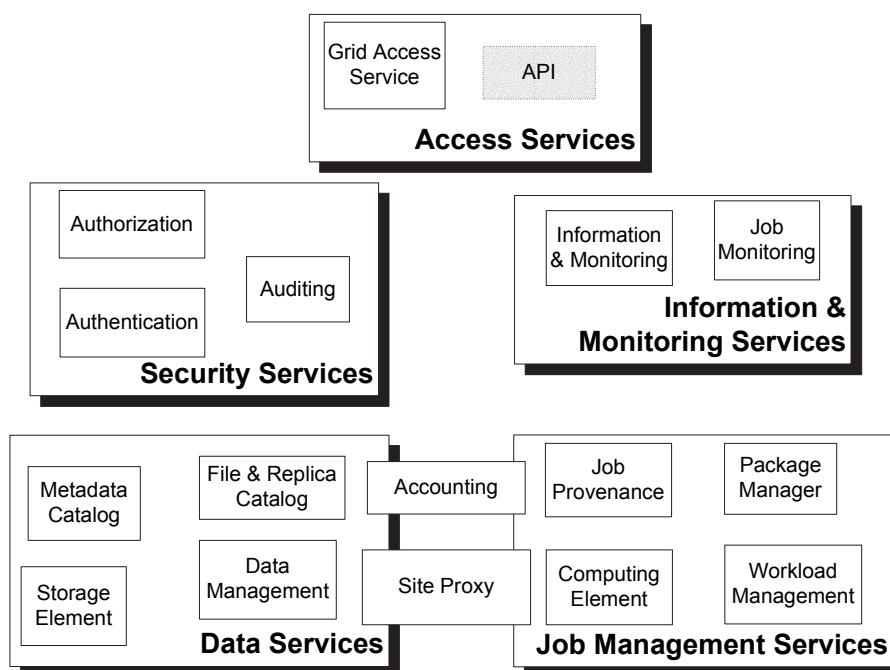 Grid Access
Service
API
Access Services
Authorization
Auditing
Authentication
Security Services
Information
& Monitoring
Job
Monitoring
Information &
Monitoring Services
Metadata
Catalog
File & Replica
Catalog
Storage
Element
Data
Management
Data Services
Accounting
Site Proxy
Job
Provenance
Package
Manager
Computing
Element
Workload
Management
Job Management Services